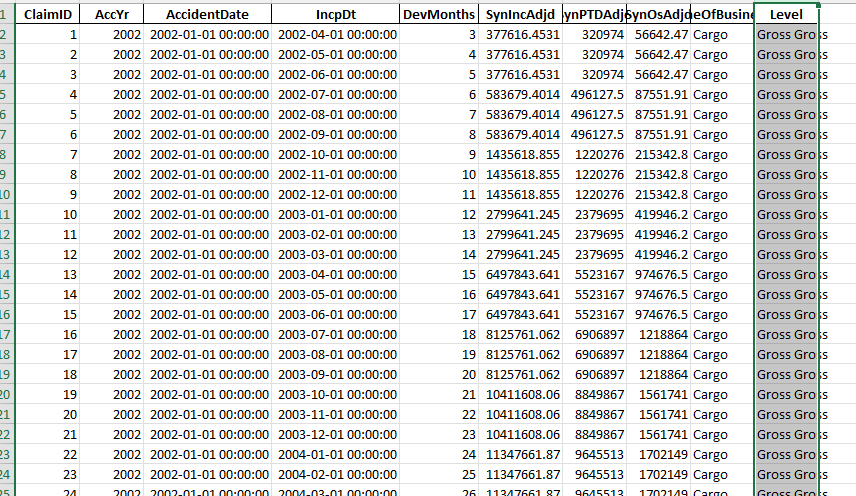 1 ClaimID AccYr AccidentDate IncpDt DevMonths SynIncAdjd ynPTDAdj SynOsAdjd eOfBusine Level
2 1 2002 2002-01-01 00:00:00 2002-04-01 00:00:00 3 377616.4531 320974 56642.47 Cargo Gross Gross
3 2 2002 2002-01-01 00:00:00 2002-05-01 00:00:00 4 377616.4531 320974 56642.47 Cargo Gross Gross
4 3 2002 2002-01-01 00:00:00 2002-06-01 00:00:00 5 377616.4531 320974 56642.47 Cargo Gross Gross
5 4 2002 2002-01-01 00:00:00 2002-07-01 00:00:00 6 583679.4014 496127.5 87551.91 Cargo Gross Gross
6 5 2002 2002-01-01 00:00:00 2002-08-01 00:00:00 7 583679.4014 496127.5 87551.91 Cargo Gross Gross
7 6 2002 2002-01-01 00:00:00 2002-09-01 00:00:00 8 583679.4014 496127.5 87551.91 Cargo Gross Gross
8 7 2002 2002-01-01 00:00:00 2002-10-01 00:00:00 9 1435618.855 1220276 215342.8 Cargo Gross Gross
9 8 2002 2002-01-01 00:00:00 2002-11-01 00:00:00 10 1435618.855 1220276 215342.8 Cargo Gross Gross
10 9 2002 2002-01-01 00:00:00 2002-12-01 00:00:00 11 1435618.855 1220276 215342.8 Cargo Gross Gross
11 10 2002 2002-01-01 00:00:00 2003-01-01 00:00:00 12 2799641.245 2379695 419946.2 Cargo Gross Gross
12 11 2002 2002-01-01 00:00:00 2003-02-01 00:00:00 13 2799641.245 2379695 419946.2 Cargo Gross Gross
13 12 2002 2002-01-01 00:00:00 2003-03-01 00:00:00 14 2799641.245 2379695 419946.2 Cargo Gross Gross
14 13 2002 2002-01-01 00:00:00 2003-04-01 00:00:00 15 6497843.641 5523167 974676.5 Cargo Gross Gross
15 14 2002 2002-01-01 00:00:00 2003-05-01 00:00:00 16 6497843.641 5523167 974676.5 Cargo Gross Gross
16 15 2002 2002-01-01 00:00:00 2003-06-01 00:00:00 17 6497843.641 5523167 974676.5 Cargo Gross Gross
17 16 2002 2002-01-01 00:00:00 2003-07-01 00:00:00 18 8125761.062 6906897 1218864 Cargo Gross Gross
18 17 2002 2002-01-01 00:00:00 2003-08-01 00:00:00 19 8125761.062 6906897 1218864 Cargo Gross Gross
19 18 2002 2002-01-01 00:00:00 2003-09-01 00:00:00 20 8125761.062 6906897 1218864 Cargo Gross Gross
20 19 2002 2002-01-01 00:00:00 2003-10-01 00:00:00 21 10411608.06 8849867 1561741 Cargo Gross Gross
21 20 2002 2002-01-01 00:00:00 2003-11-01 00:00:00 22 10411608.06 8849867 1561741 Cargo Gross Gross
22 21 2002 2002-01-01 00:00:00 2003-12-01 00:00:00 23 10411608.06 8849867 1561741 Cargo Gross Gross
23 22 2002 2002-01-01 00:00:00 2004-01-01 00:00:00 24 11347661.87 9645513 1702149 Cargo Gross Gross
24 23 2002 2002-01-01 00:00:00 2004-02-01 00:00:00 25 11347661.87 9645513 1702149 Cargo Gross Gross
24 2002 2002-01-01 00:00:00 2004-03-01 00:00:00 26 11347661.87 9645513 1702149 Cargo Gross Gross